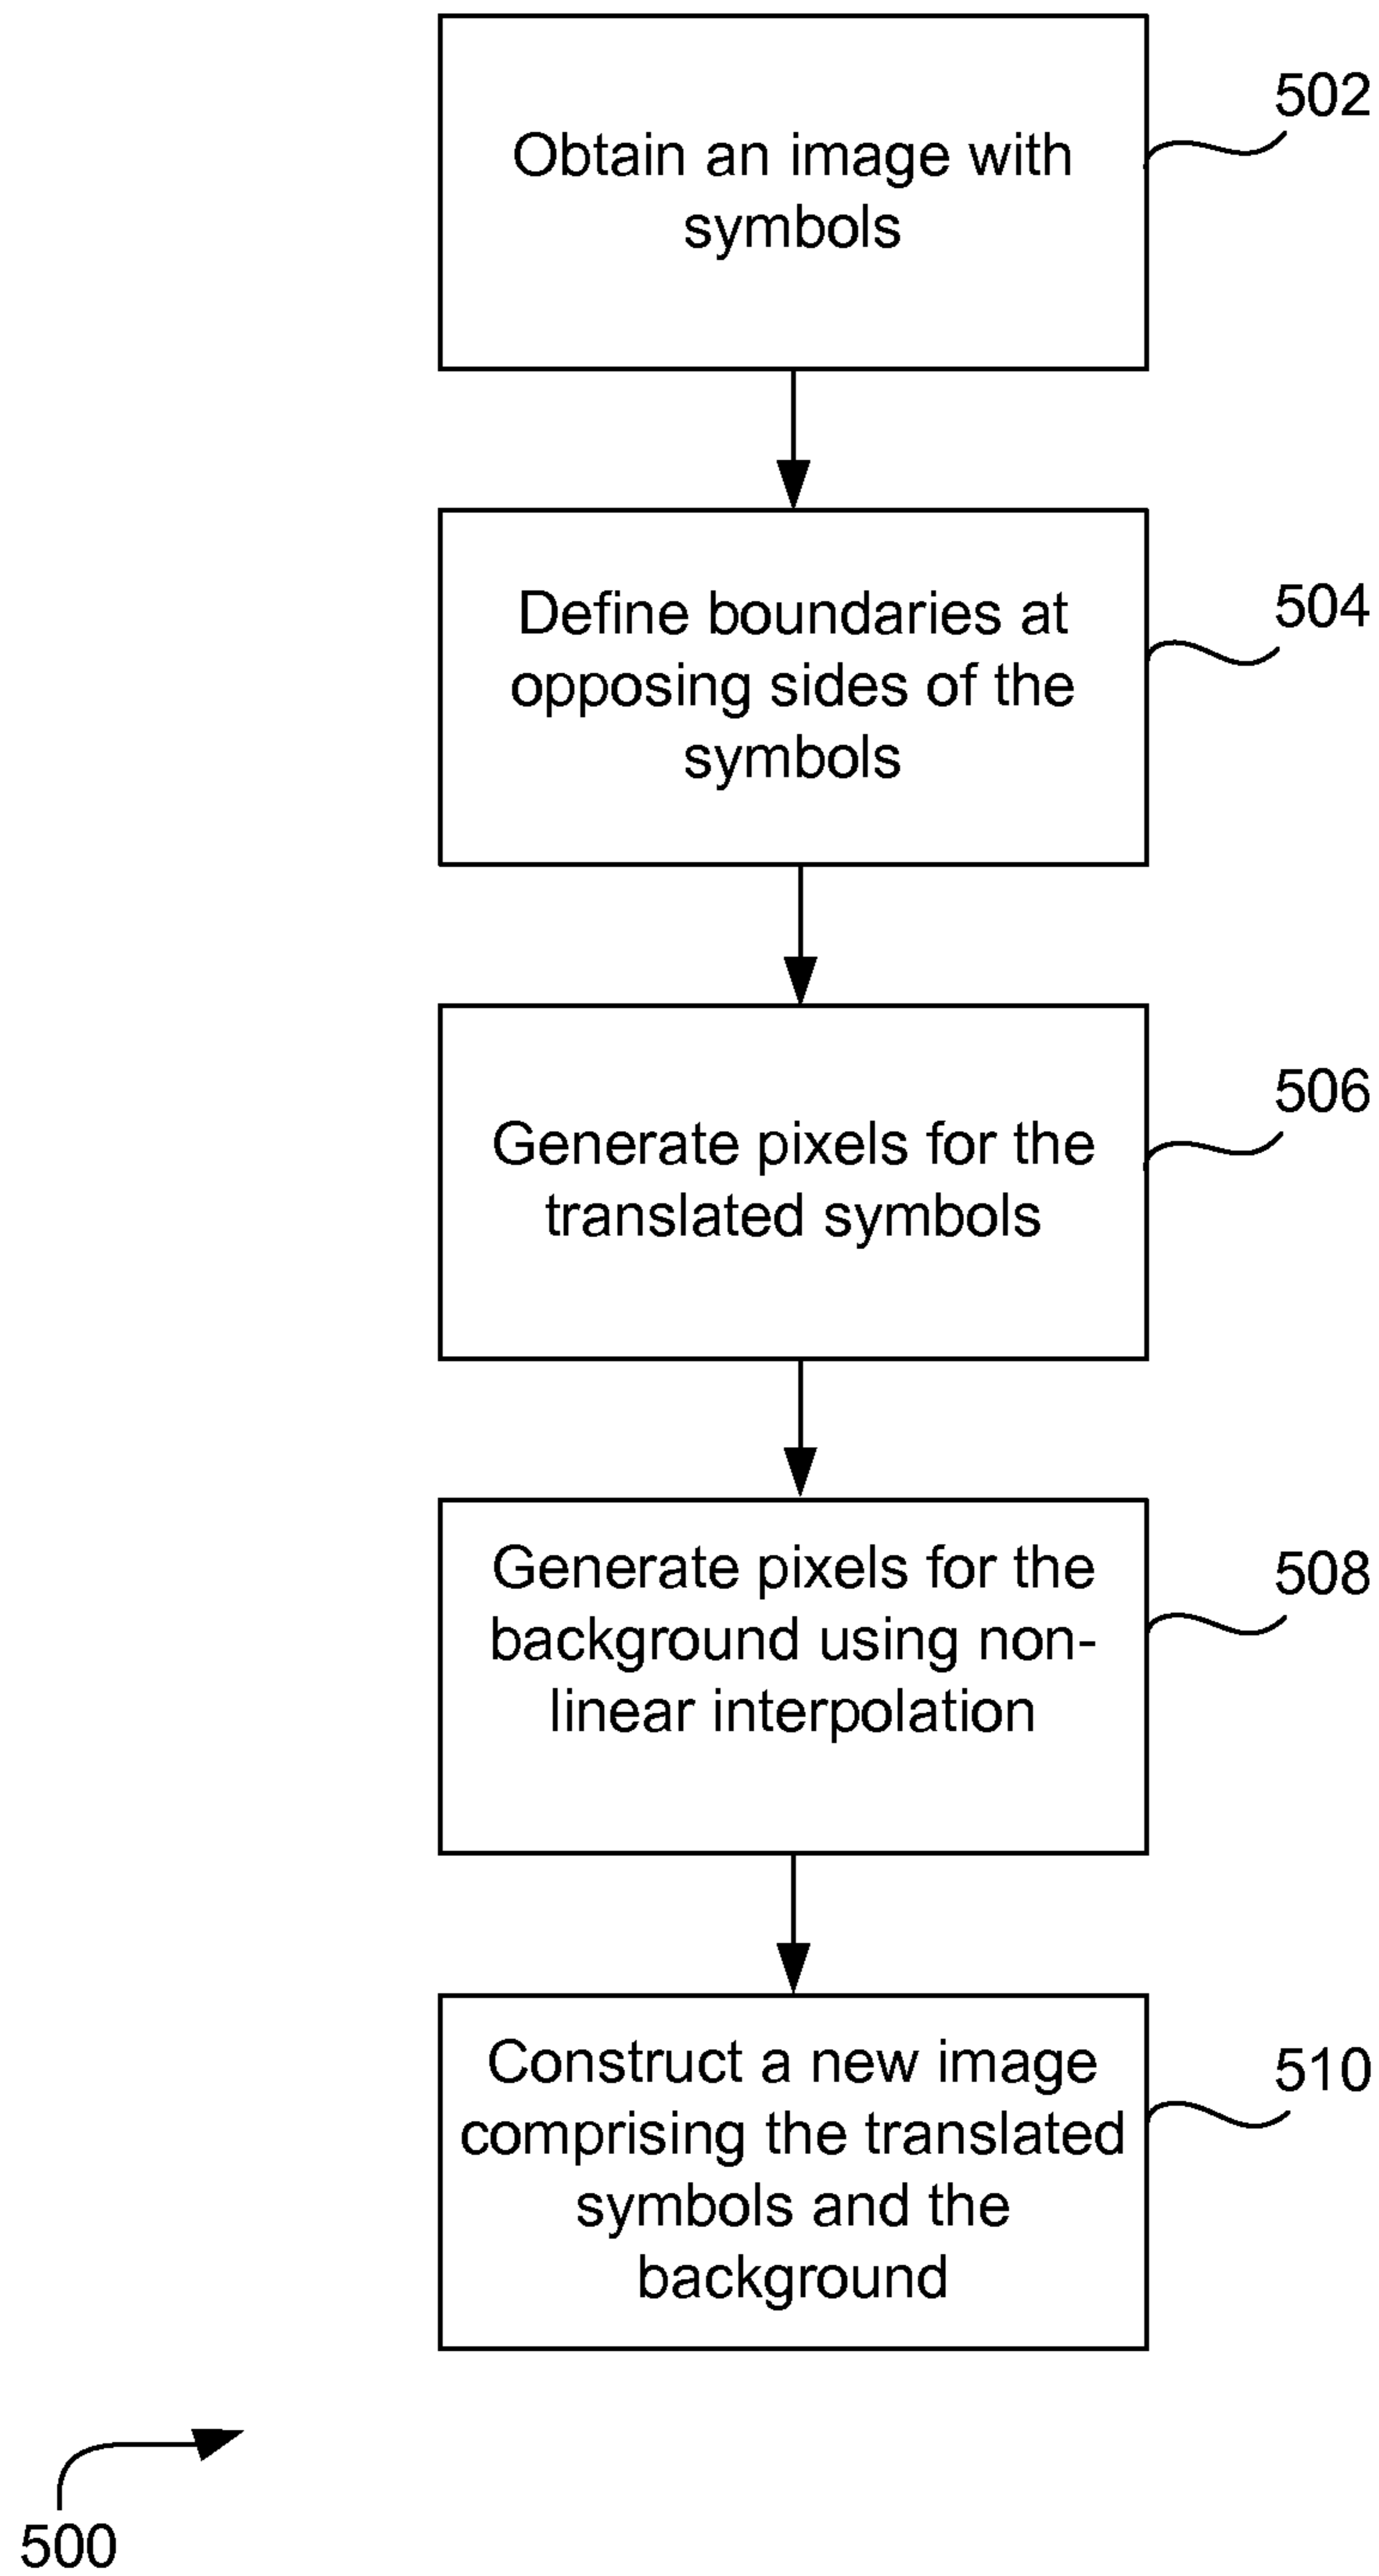 Obtain an image with
symbols
502
Define boundaries at
opposing sides of the
symbols
504
Generate pixels for the
translated symbols
506
Generate pixels for the
background using non-
linear interpolation
508
Construct a new image
comprising the translated
symbols and the
background
510
500